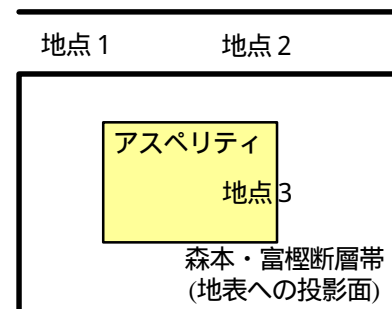 地点 1 地点 2
アスペリティ
地点 3
森本・富樫断層帯
(地表への投影面)